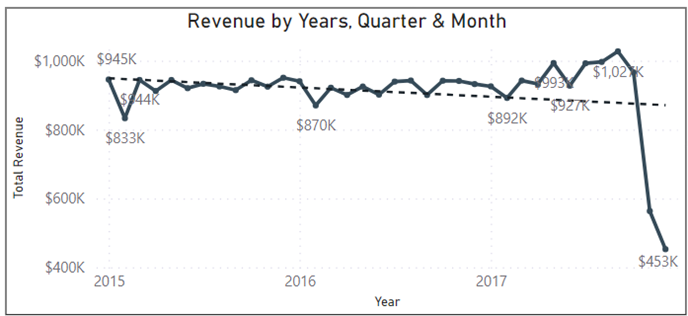 Revenue by Years, Quarter & Month
$1,000K
$800K
$600K
$400K
Total Revenue
$945K
$833K
$944K
$870K
$892K
$993K
$927K
$1,027K
$453K
2015
2016
2017
Year